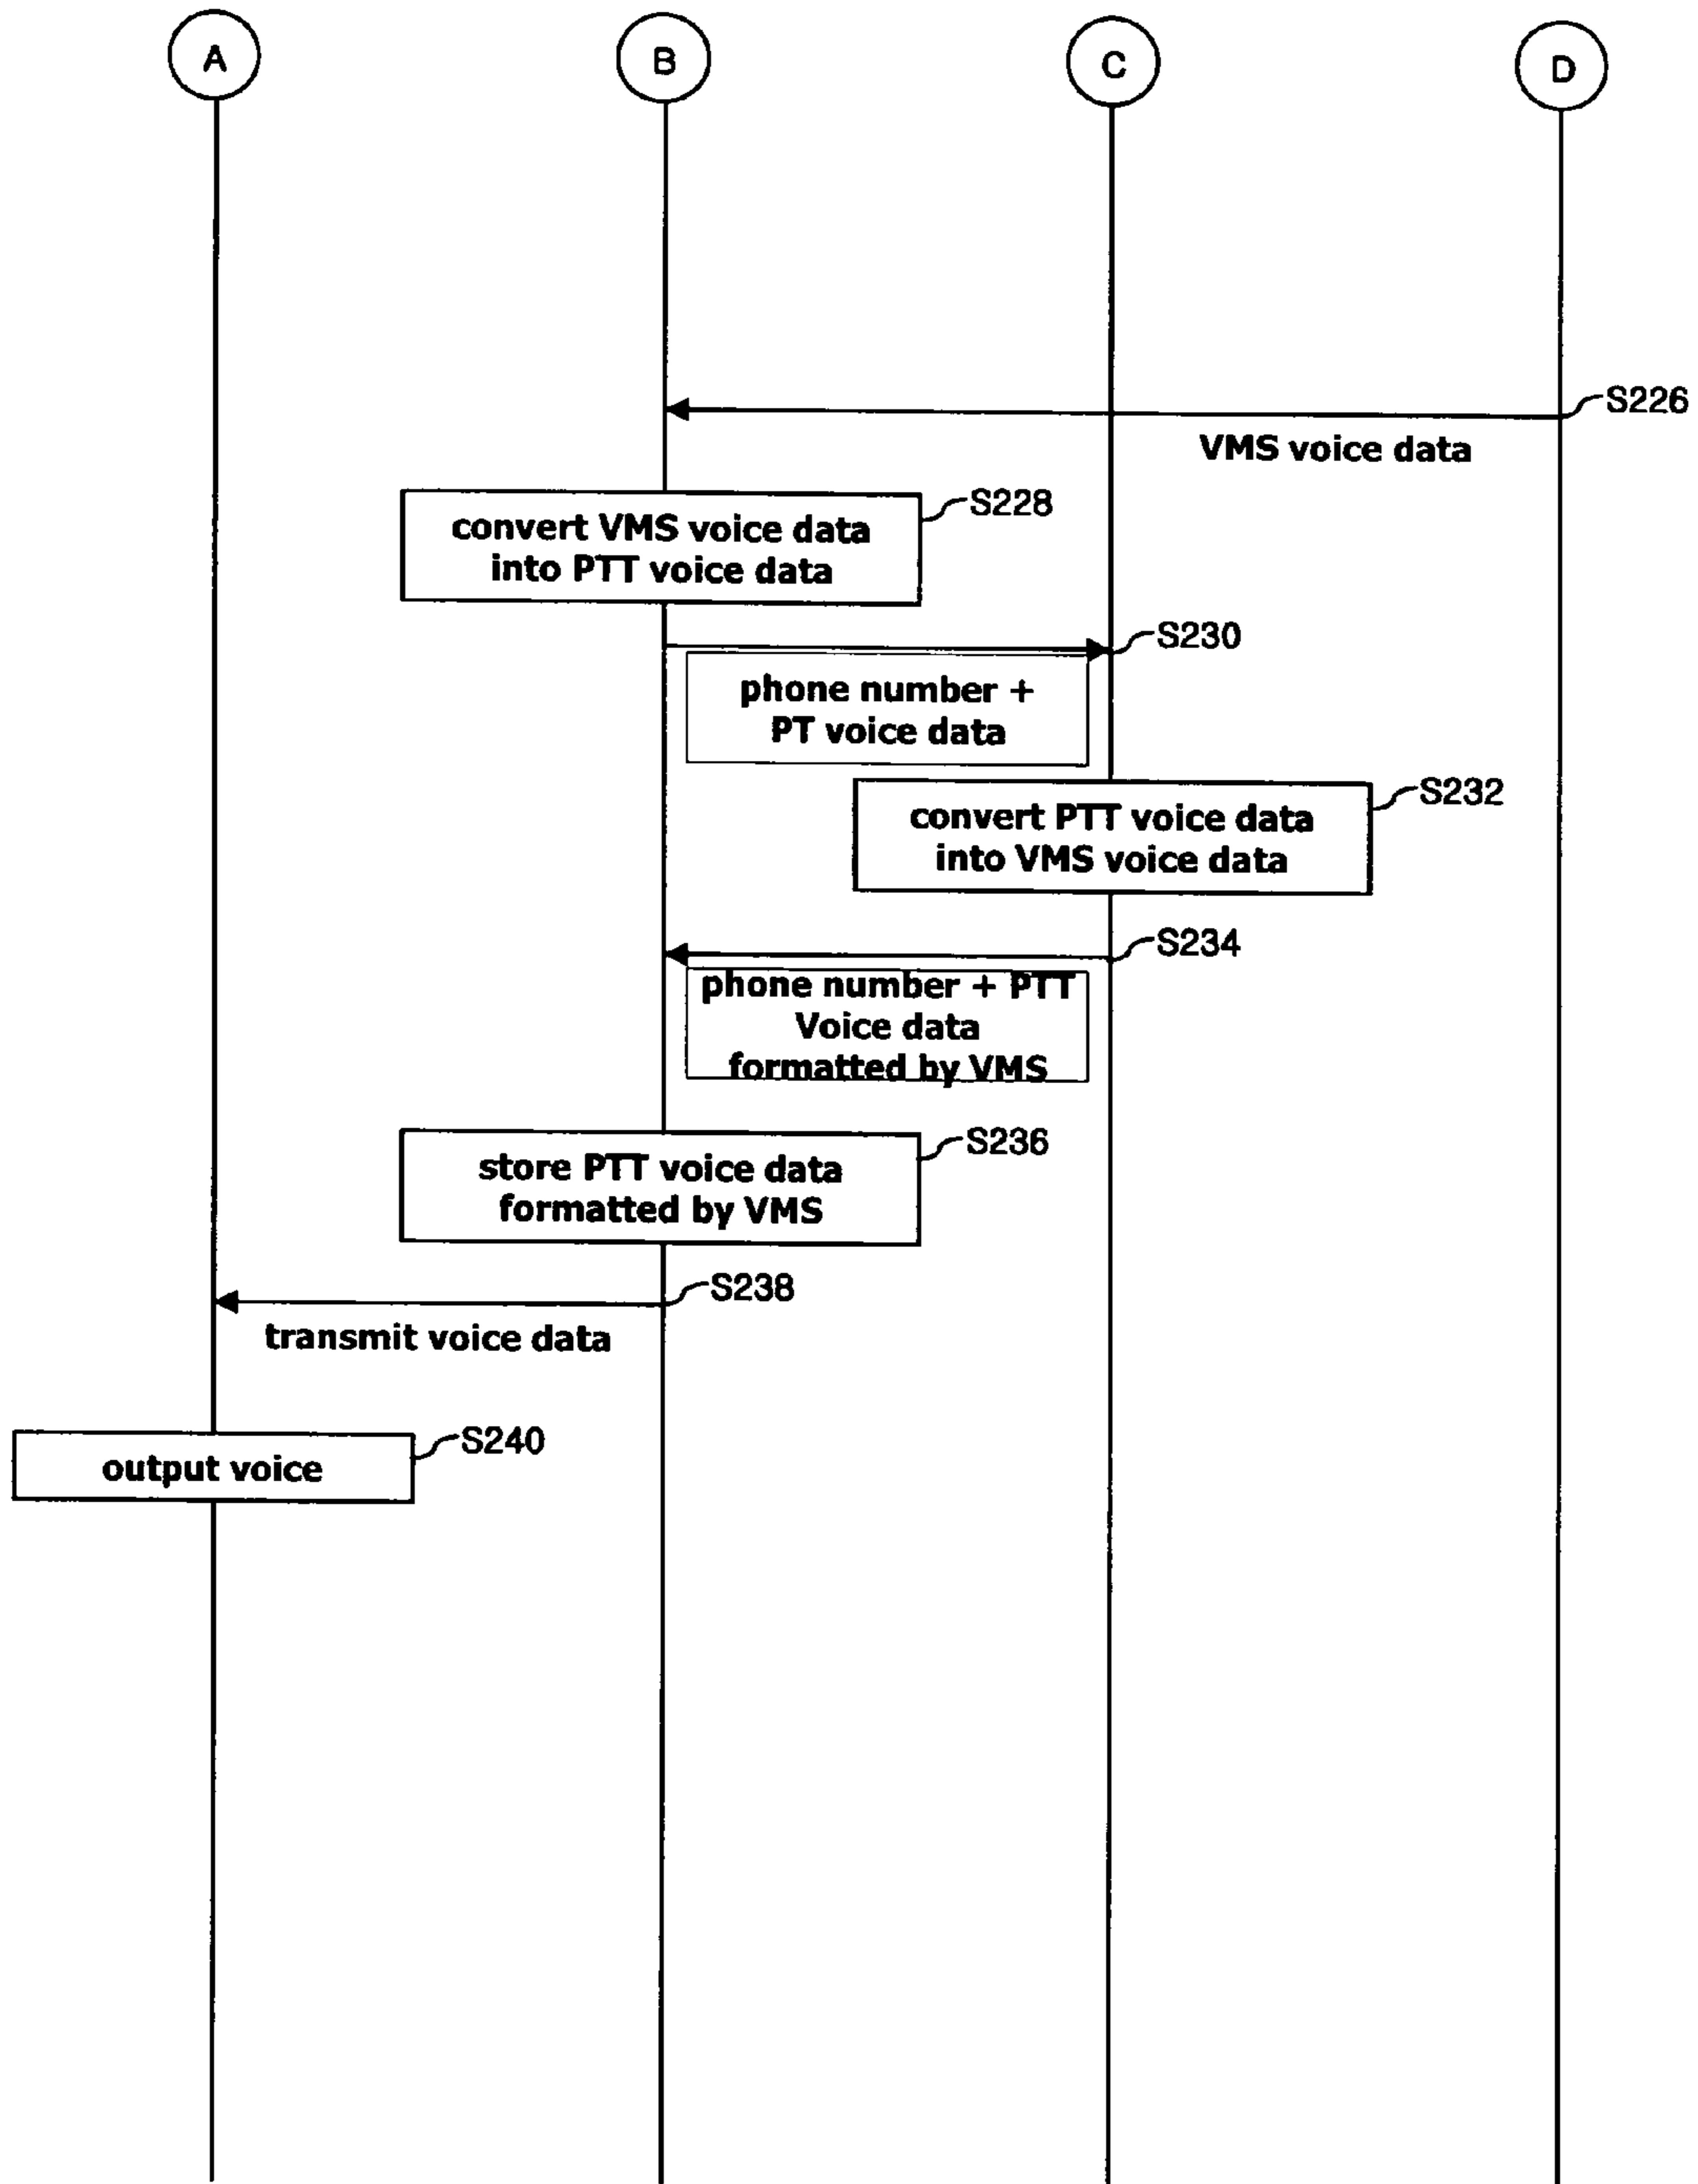 A
B
C
D
S226
VMS voice data
S228
convert VMS voice data
into PTT voice data
S230
phone number +
PT voice data
S232
convert PTT voice data
into VMS voice data
S234
phone number + PTT
Voice data
formatted by VMS
S236
store PTT voice data
formatted by VMS
S238
transmit voice data
S240
output voice